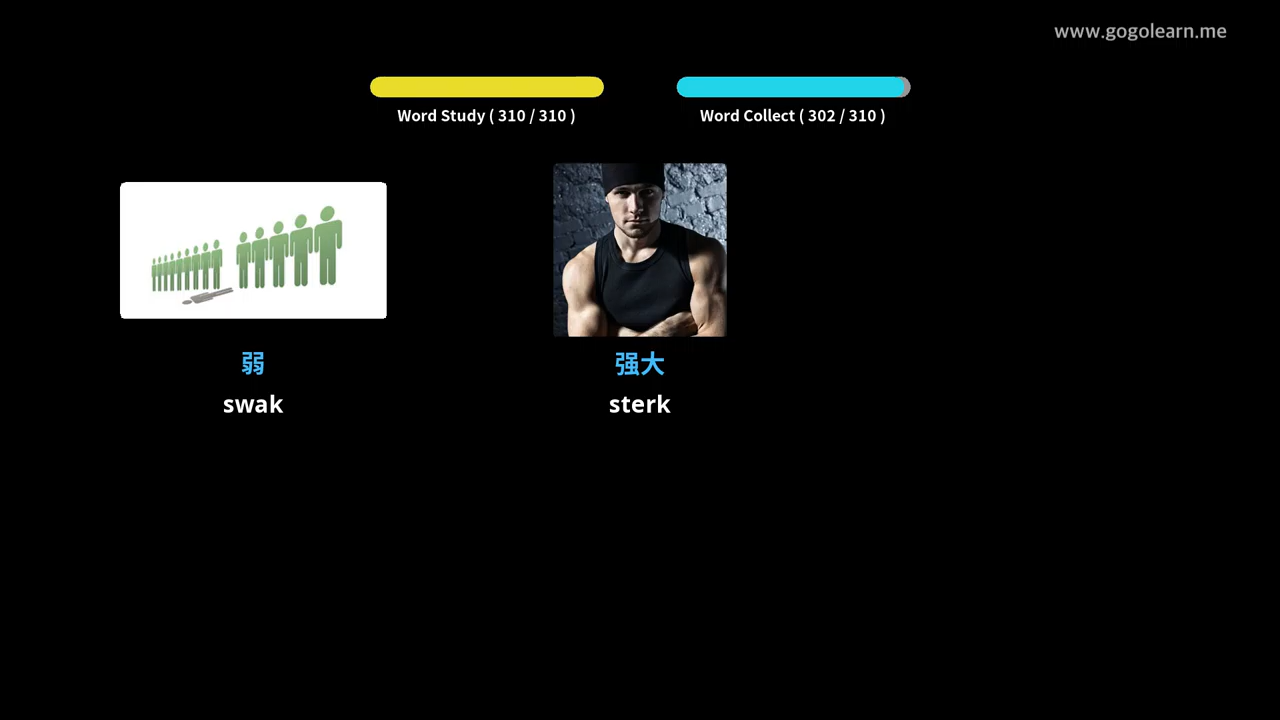 www.gogolearn.me
Word Study ( 310 / 310 )
Word Collect ( 302 / 310 )
弱
强大
swak
sterk